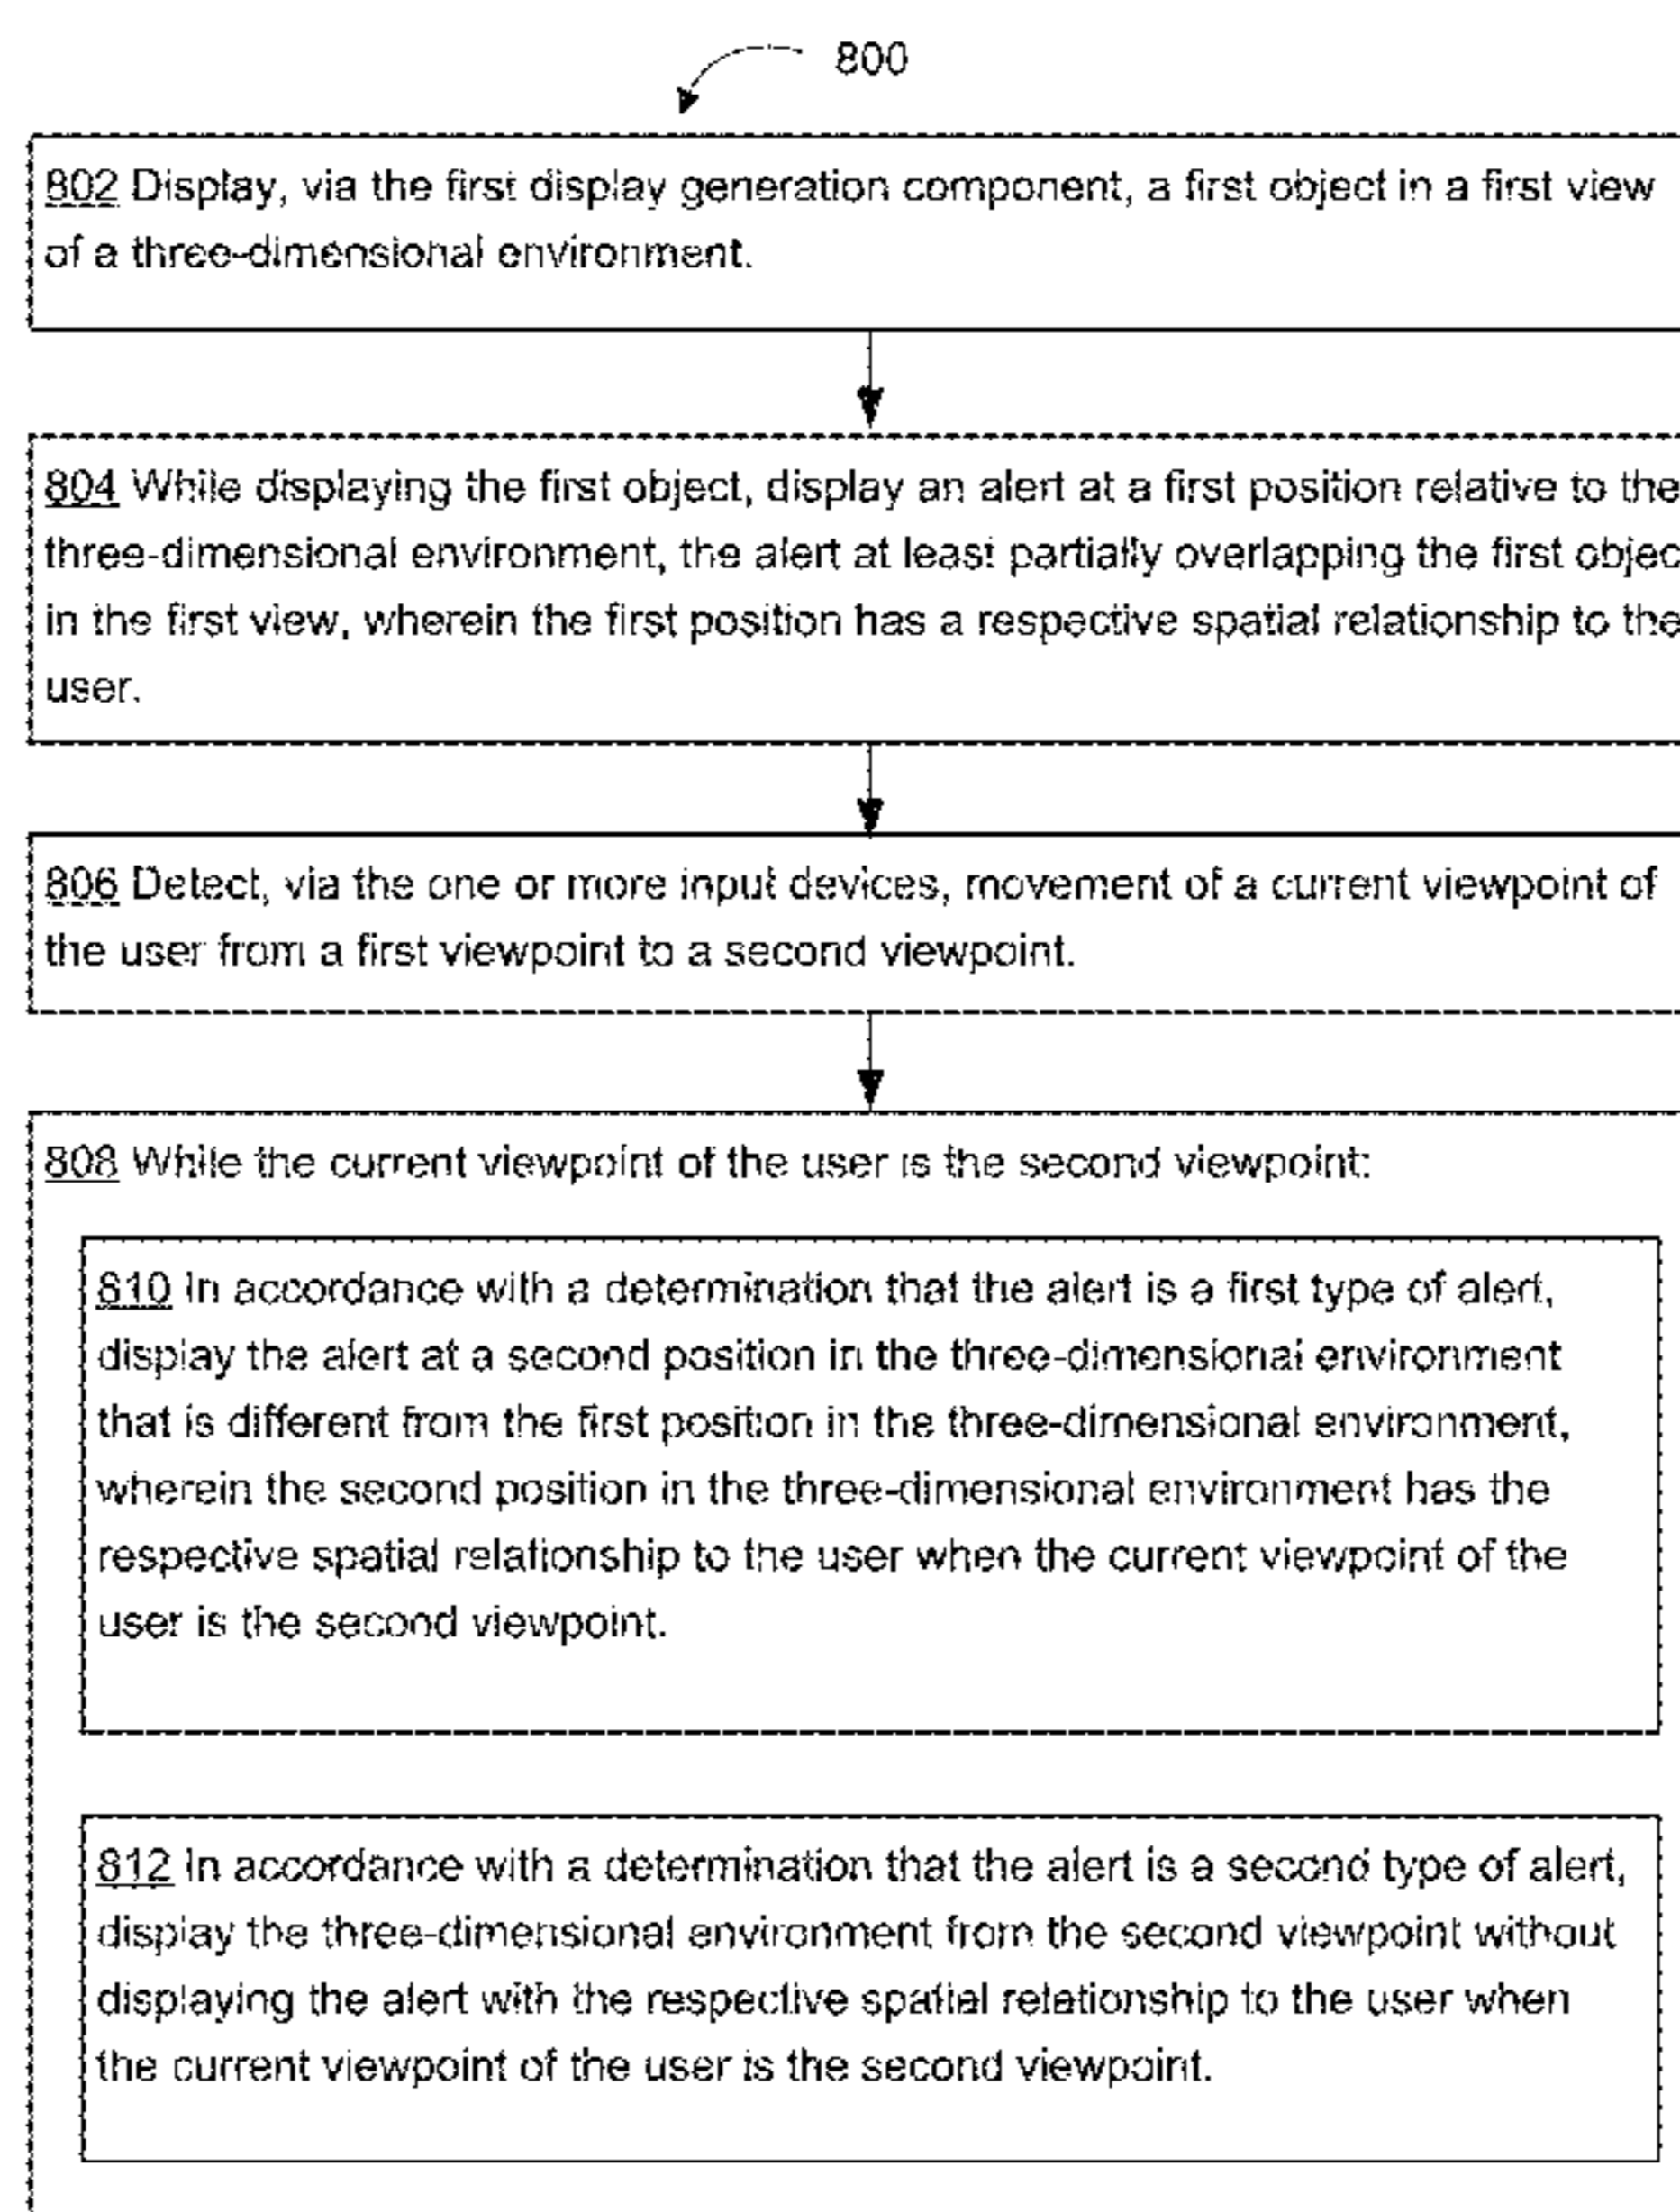 800
802 Display, via the first display generation component, a first object in a first view
of a three-dimensional environment.
804 While displaying the first object, display an alert at a first position relative to the
three-dimensional environment, the alert at least partially overlapping the first objec
in the first view, wherein the first position has a respective spatial relationship to the
user.
806 Detect, via the one or more input devices, movement of a current viewpoint of
the user from a first viewpoint to a second viewpoint.
808 While the current viewpoint of the user is the second viewpoint:
810 In accordance with a determination that the alert is a first type of alert,
display the alert at a second position in the three-dimensional environment
that is different from the first position in the three-dimensional environment,
wherein the second position in the three-dimensional environment has the
respective spatial relationship to the user when the current viewpoint of the
user is the second viewpoint.
812 In accordance with a determination that the alert is a second type of alert,
display the three-dimensional environment from the second viewpoint without
displaying the alert with the respective spatial relationship to the user when
the current viewpoint of the user is the second viewpoint.